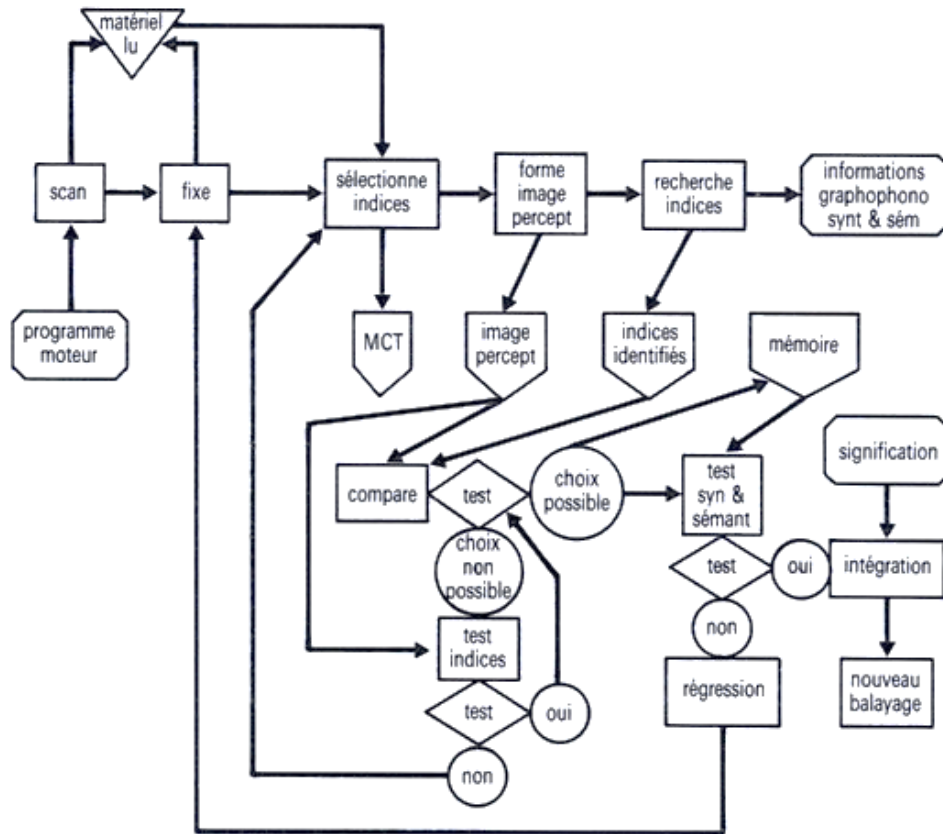 matériel
lu
scan
fixe
sélectionne
indices
forme
image
percept
recherche
indices
informations
graphophono
synt & sém
programme
moteur
MCT
image
percept
indices
identifiés
mémoire
signification
compare
test
choix
possible
test
syn &
sémant
choix
non
possible
test
oui
intégration
non
test
indices
régression
nouveau
balayage
test
oui
non